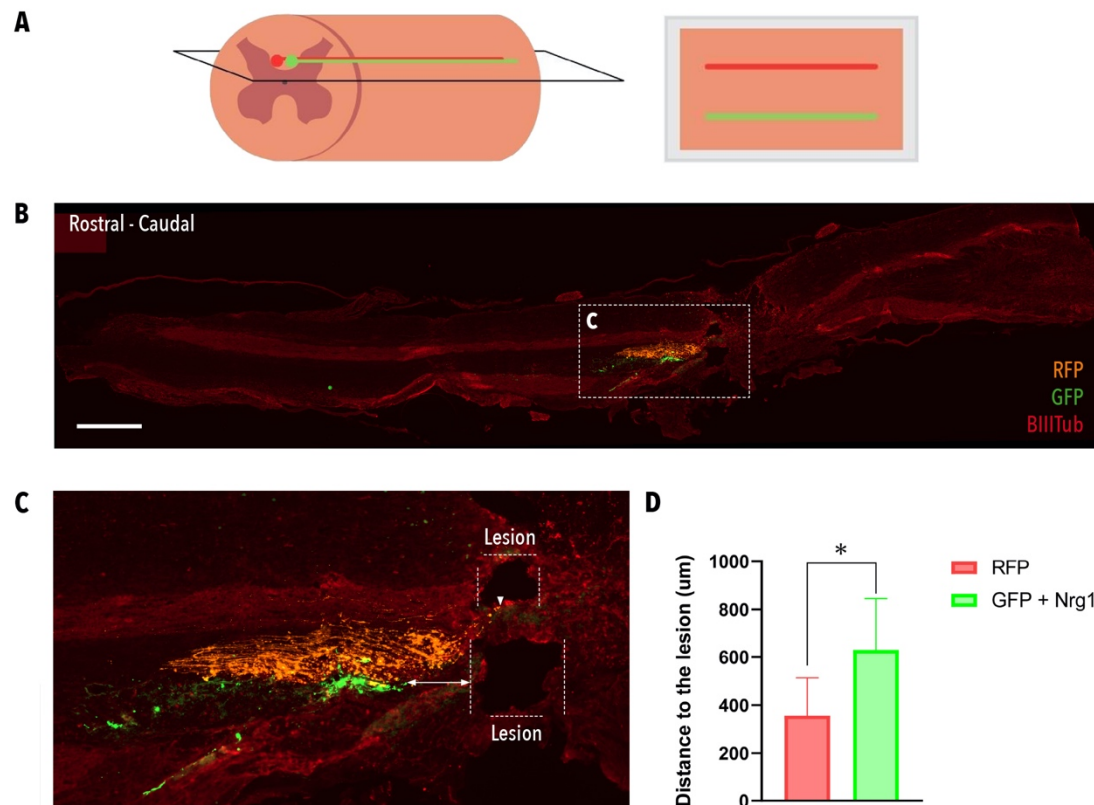 A
B
Rostral - Caudal
C
RFP
GFP
BIIITub
C
Lesion
Lesion
D
Distance to the lesion (um)
1000
800
600
400
200
0
*
RFP
GFP + Nrg1